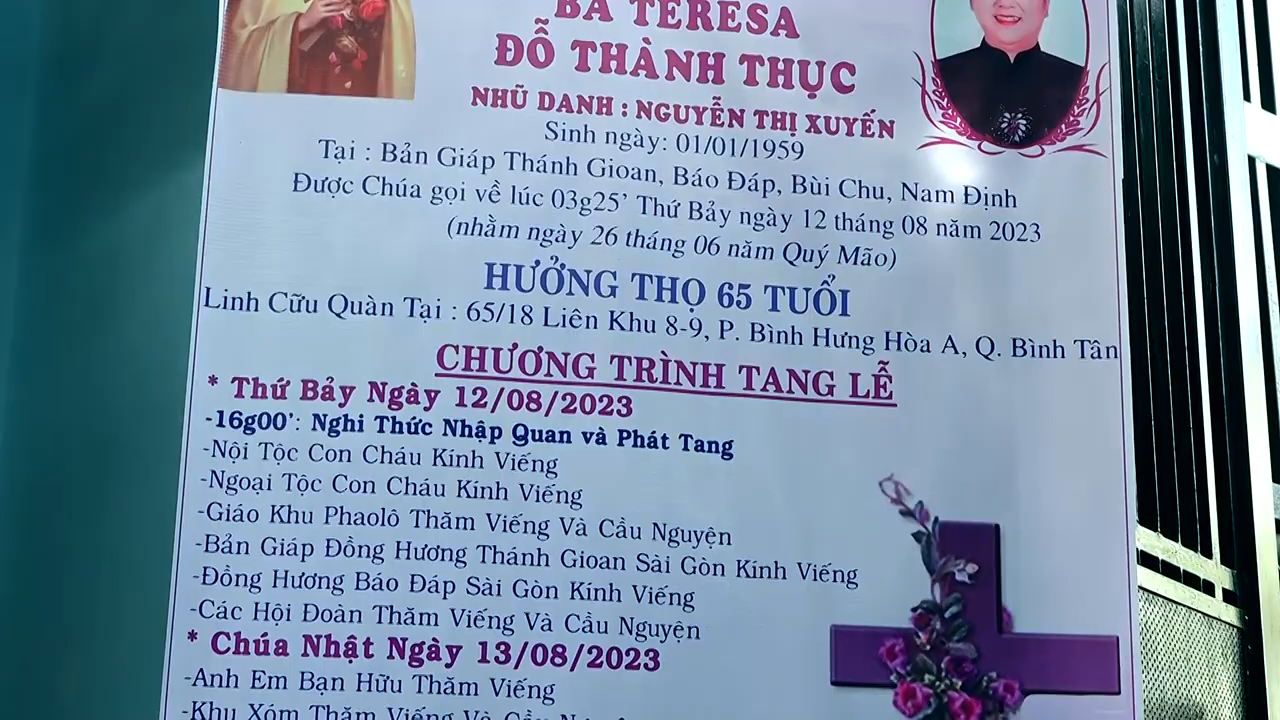 BÀ TERESA
ĐỖ THÀNH THỤC
NHŨ DANH : NGUYỄN THỊ XUYẾN
Sinh ngày: 01/01/1959
Tại : Bản Giáp Thánh Gioan, Báo Đáp, Bùi Chu, Nam Định
Được Chúa gọi về lúc 03g25’ Thứ Bảy ngày 12 tháng 08 năm 2023
(nhằm ngày 26 tháng 06 năm Quý Mão)
HƯỞNG THỌ 65 TUỔI
Linh Cữu Quàn Tại : 65/18 Liên Khu 8-9, P. Bình Hưng Hòa A, Q. Bình Tân
CHƯƠNG TRÌNH TANG LỄ
* Thứ Bảy Ngày 12/08/2023
-16g00’: Nghi Thức Nhập Quan và Phát Tang
-Nội Tộc Con Cháu Kính Viếng
-Ngoại Tộc Con Cháu Kính Viếng
-Giáo Khu Phaolô Thăm Viếng Và Cầu Nguyện
-Bản Giáp Đồng Hương Thánh Gioan Sài Gòn Kính Viếng
-Đồng Hương Báo Đáp Sài Gòn Kính Viếng
-Các Hội Đoàn Thăm Viếng Và Cầu Nguyện
* Chúa Nhật Ngày 13/08/2023
-Anh Em Bạn Hữu Thăm Viếng
-Khu Xóm Thăm Viếng Và Cầu